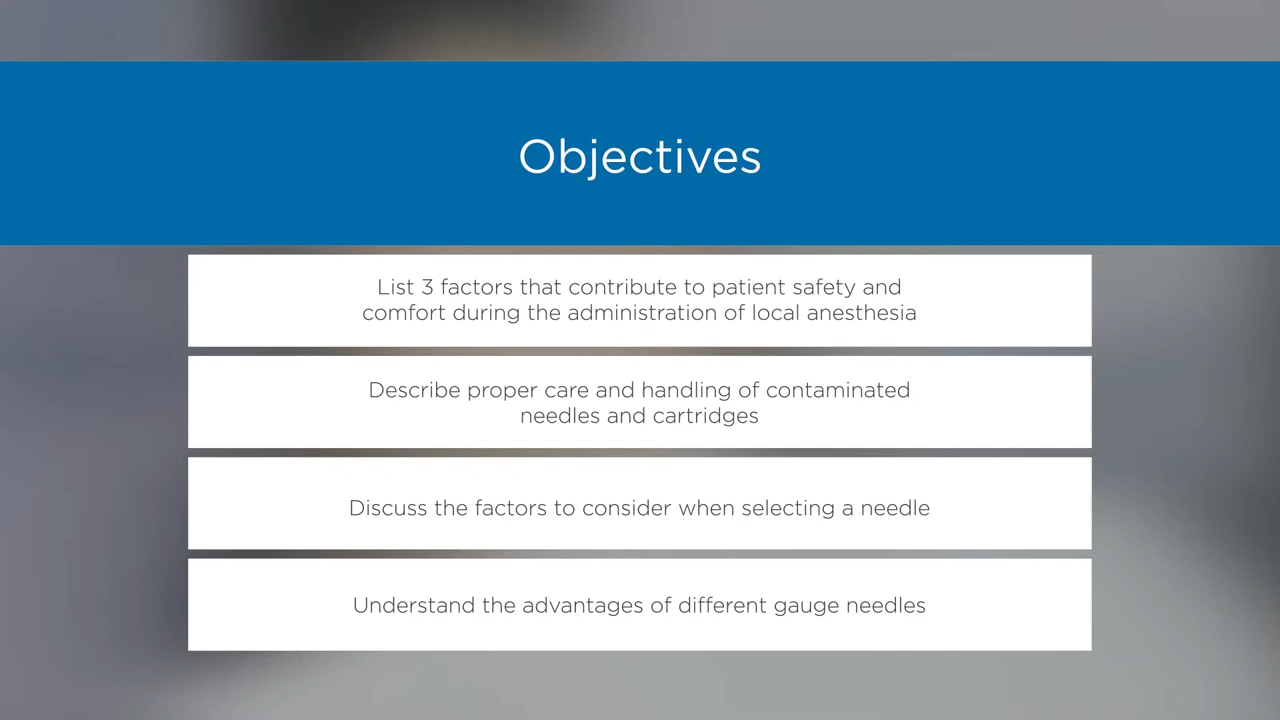 Objectives
List 3 factors that contribute to patient safety and
comfort during the administration of local anesthesia
Describe proper care and handling of contaminated
needles and cartridges
Discuss the factors to consider when selecting a needle
Understand the advantages of different gauge needles